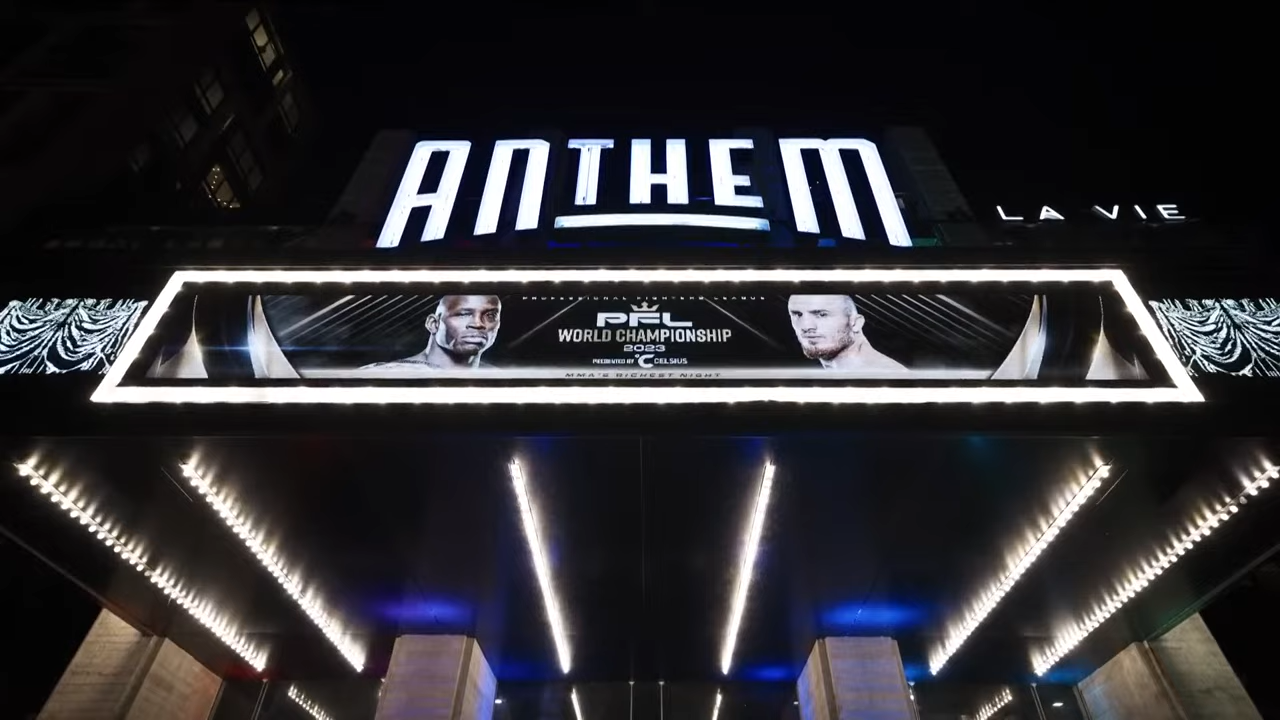 ANTHEM
LA VIE
PROFESSIONAL FIGHTERS LEAGUE
PFL
WORLD CHAMPIONSHIP
2023
PRESENTED BY CELSIUS
MMA'S RICHEST NIGHT